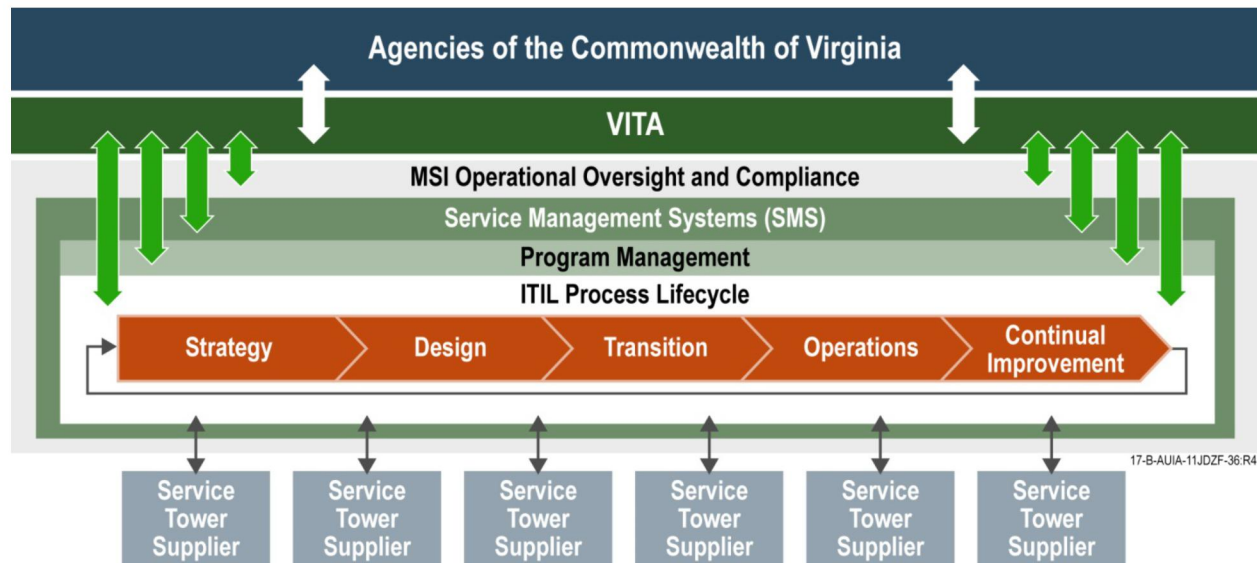 Agencies of the Commonwealth of Virginia
VITA
MSI Operational Oversight and Compliance
Service Management Systems (SMS)
Program Management
ITIL Process Lifecycle
Strategy
Design
Transition
Operations
Continual
Improvement
17-B-AUIA-11JDZF-36:R4
Service
Tower
Supplier
Service
Tower
Supplier
Service
Tower
Supplier
Service
Tower
Supplier
Service
Tower
Supplier
Service
Tower
Supplier